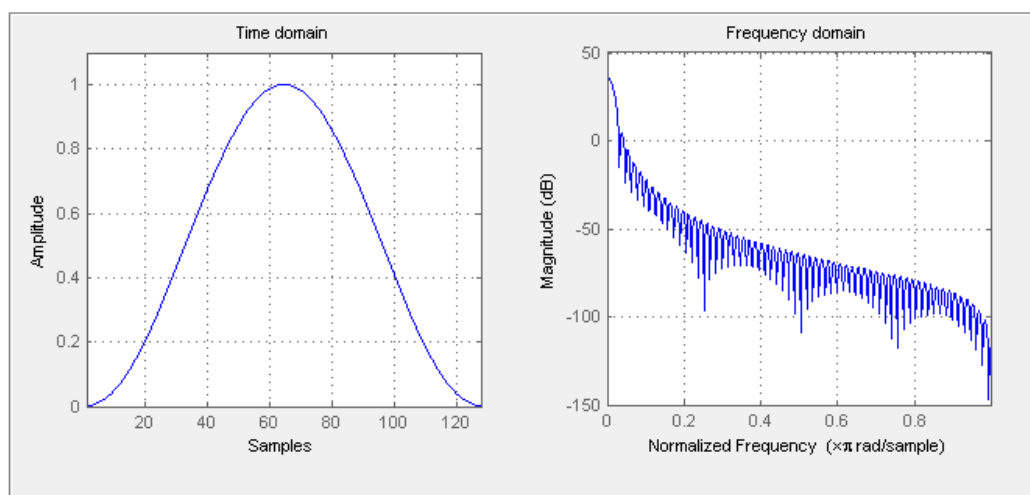 Time domain
Amplitude
1
0.8
0.6
0.4
0.2
0
20 40 60 80 100 120
Samples
Frequency domain
Magnitude (dB)
50
0
-50
-100
-150
0 0.2 0.4 0.6 0.8
Normalized Frequency (×π rad/sample)